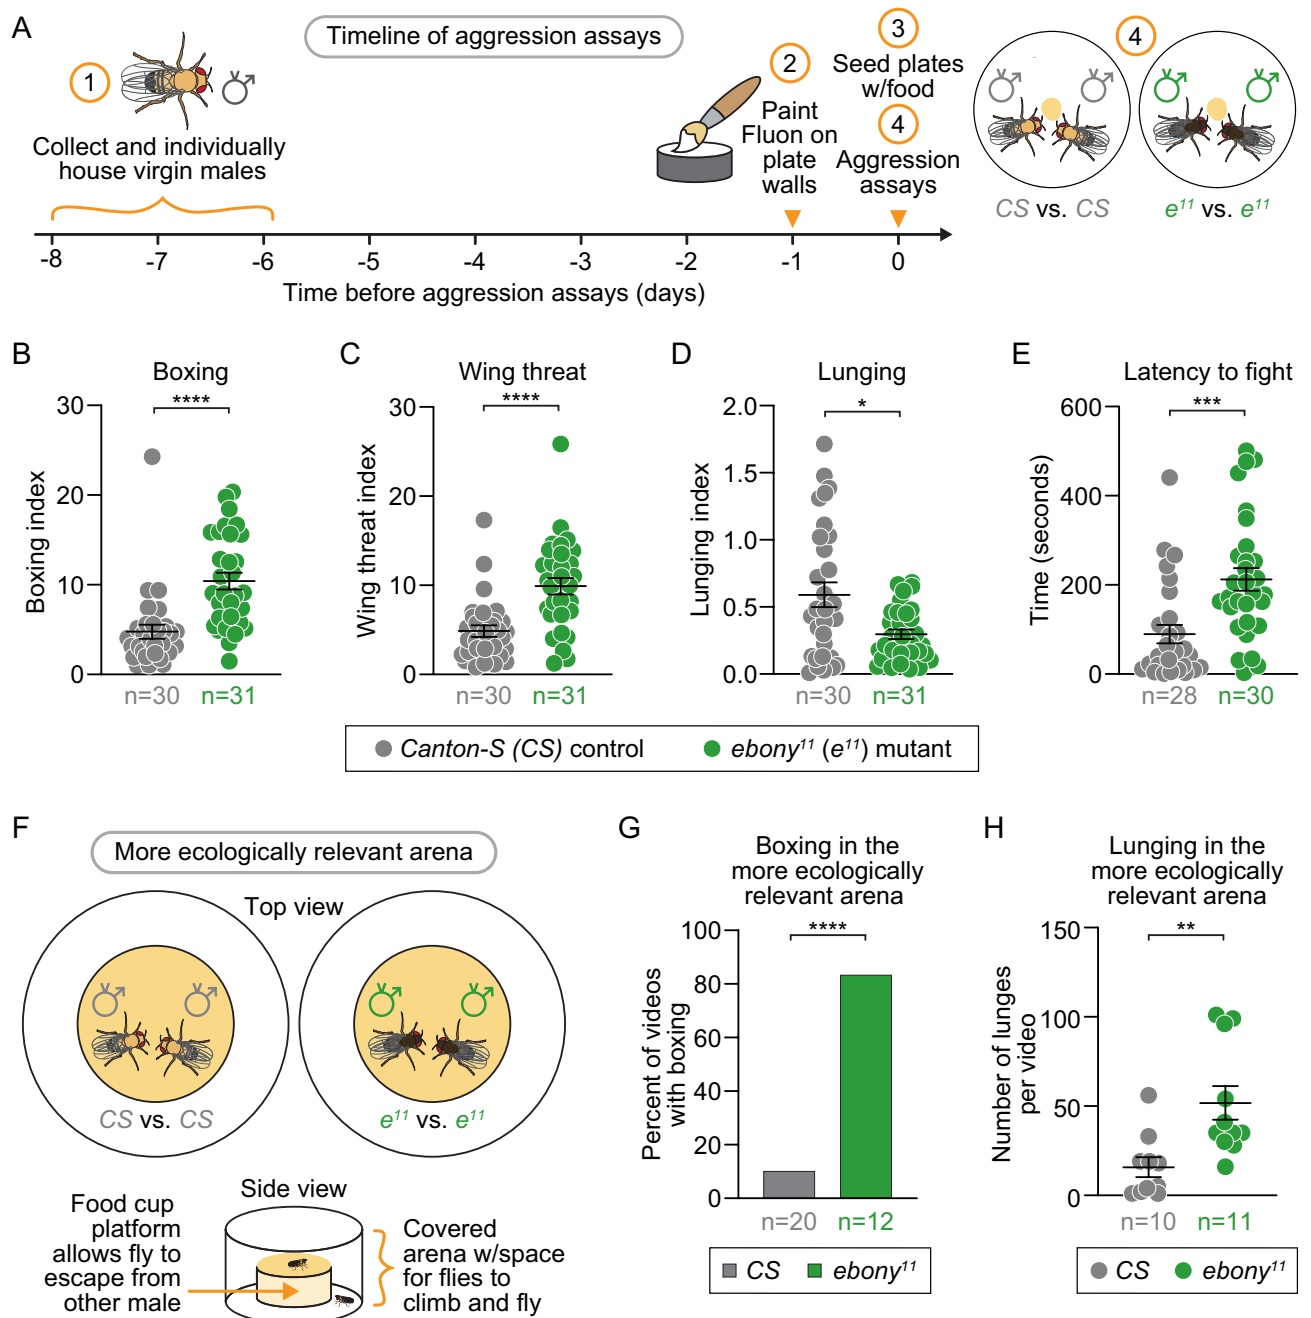 A
Timeline of aggression assays
1
Collect and individually
house virgin males
2
Paint
Fluon on
plate
walls
3
Seed plates
w/food
4
Aggression
assays
4
CS vs. CS
e¹¹ vs. e¹¹
-8 -7 -6 -5 -4 -3 -2 -1 0
Time before aggression assays (days)
B
Boxing
****
Boxing index
30
20
10
0
n=30 n=31
C
Wing threat
****
Wing threat index
30
20
10
0
n=30 n=31
D
Lunging
*
Lunging index
2.0
1.5
1.0
0.5
0.0
n=30 n=31
E
Latency to fight
***
Time (seconds)
600
400
200
0
n=28 n=30
Canton-S (CS) control
ebony¹¹ (e¹¹) mutant
F
More ecologically relevant arena
Top view
CS vs. CS
e¹¹ vs. e¹¹
Side view
Food cup
platform
allows fly to
escape from
other male
Covered
arena w/space
for flies to
climb and fly
G
Boxing in the
more ecologically
relevant arena
****
Percent of videos
with boxing
100
80
60
40
20
0
n=20 n=12
CS ebony¹¹
H
Lunging in the
more ecologically
relevant arena
**
Number of lunges
per video
150
100
50
0
n=10 n=11
CS ebony¹¹